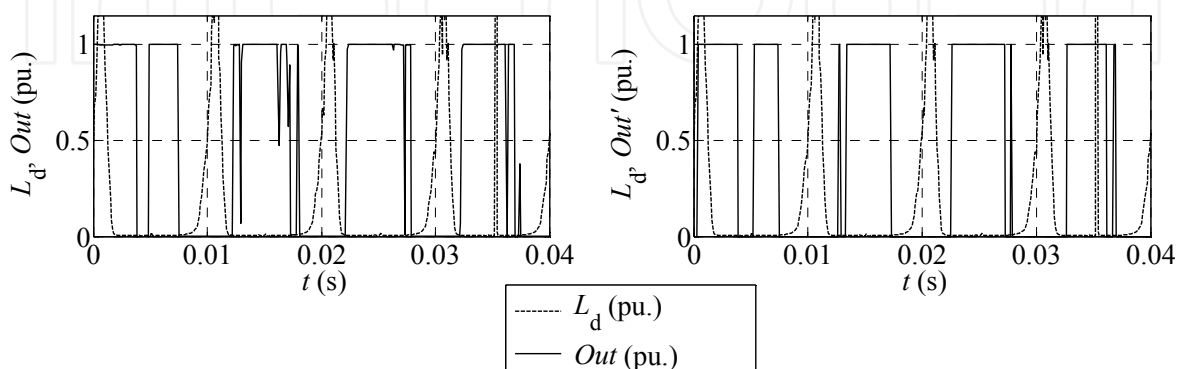 L_d, Out (pu.)
1
0.5
0
0 0.01 0.02 0.03 0.04
t (s)
L_d, Out' (pu.)
1
0.5
0
0 0.01 0.02 0.03 0.04
t (s)
L_d (pu.)
Out (pu.)